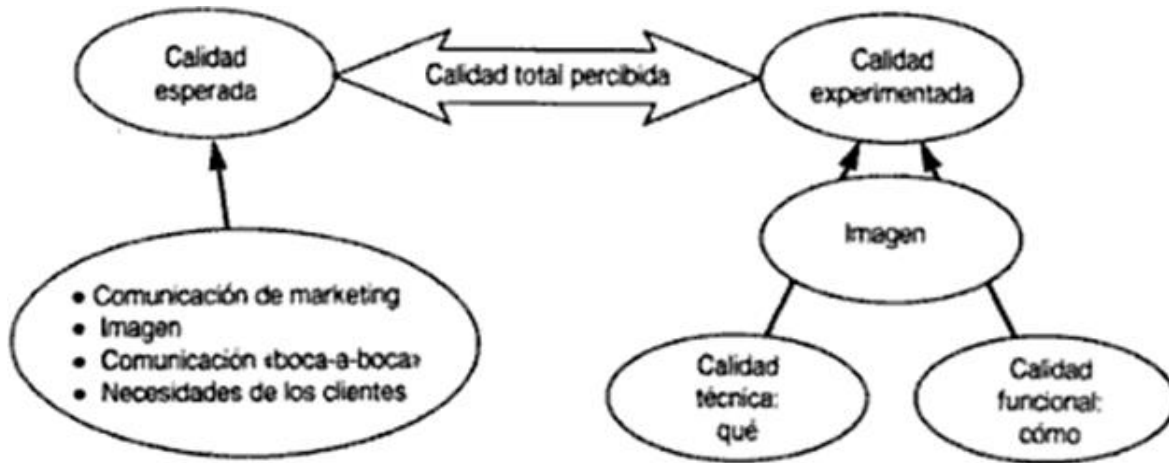 Calidad
esperada
Calidad total percibida
Calidad
experimentada
Imagen
● Comunicación de marketing
● Imagen
● Comunicación «boca-a-boca»
● Necesidades de los clientes
Calidad
técnica:
qué
Calidad
funcional:
cómo